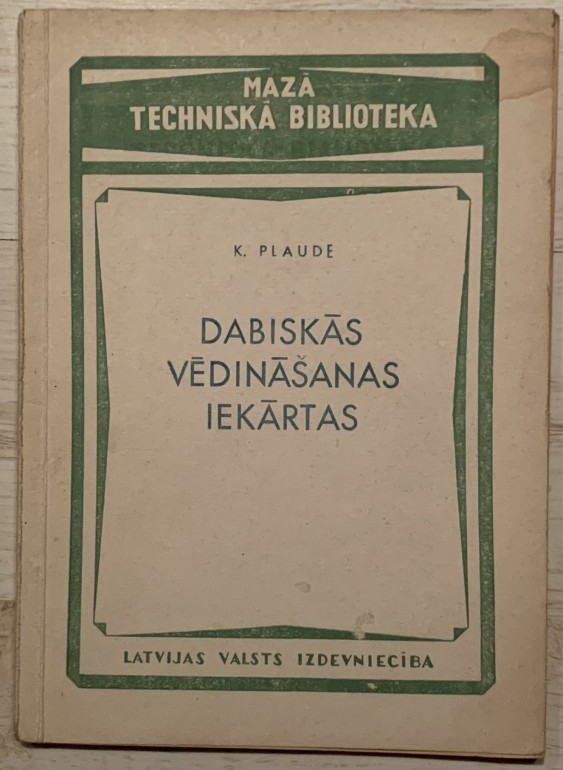 MAZĀ
TECHNISKĀ BIBLIOTEKA
K. PLAUDE
DABISKĀS
VĒDINĀŠANAS
IEKĀRTAS
LATVIJAS VALSTS IZDEVNIECĪBA